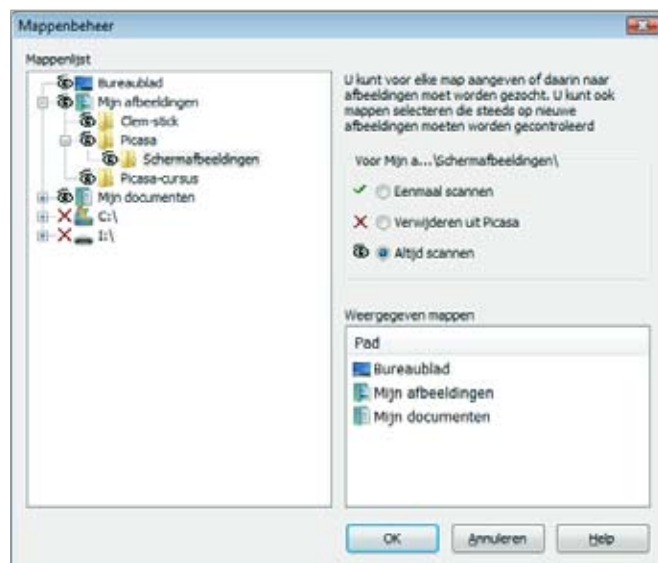 Mappenbeheer
Mappenlijst
Bureaublad
Mijn afbeeldingen
Clem-stick
Picasa
Schermafbeeldingen
Picasa-cursus
Mijn documenten
C:\
I:\
U kunt voor elke map aangeven of daarin naar
afbeeldingen moet worden gezocht. U kunt ook
mappen selecteren die steeds op nieuwe
afbeeldingen moeten worden gecontroleerd
Voor Mijn a...\Schermafbeeldingen\
Eenmaal scannen
Verwijderen uit Picasa
Altijd scannen
Weergegeven mappen
Pad
Bureaublad
Mijn afbeeldingen
Mijn documenten
OK
Annuleren
Help